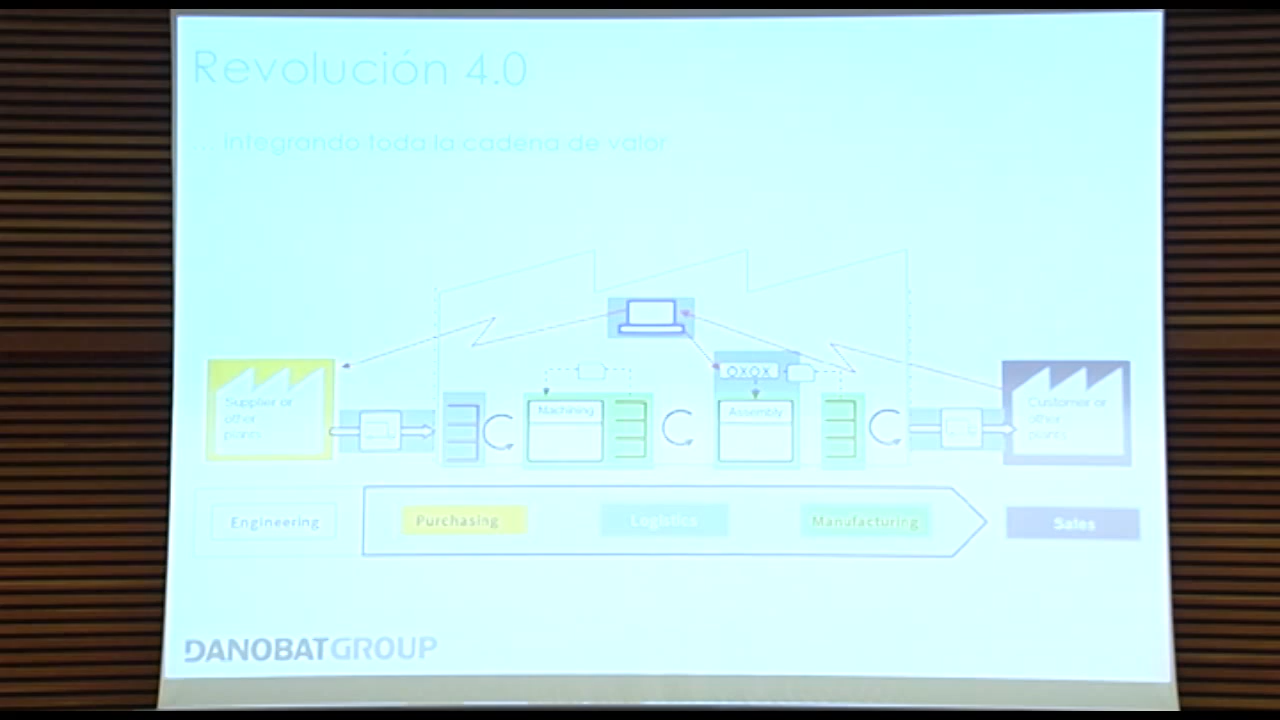 Revolución 4.0
... integrando toda la cadena de valor
OXOX
Supplier or
other
plants
Machining
Assembly
Customer or
other
plants
Engineering
Purchasing
Logistics
Manufacturing
Sales
DANOBATGROUP